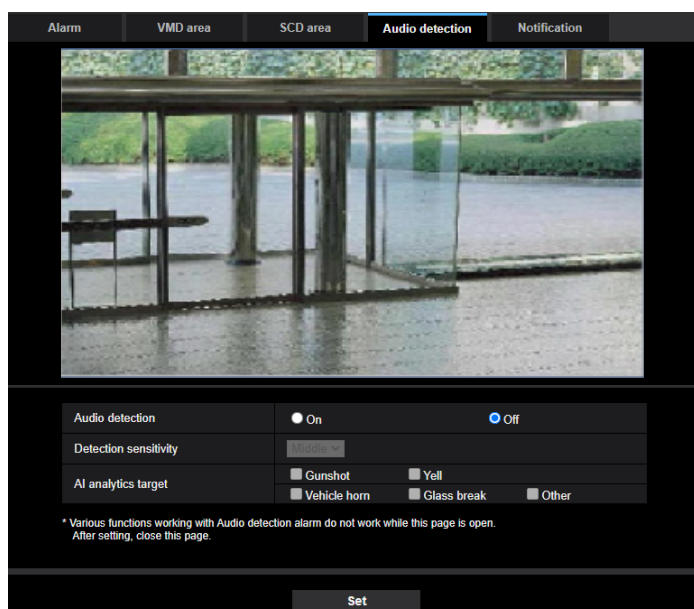 Alarm VMD area SCD area Audio detection Notification
Audio detection On Off
Detection sensitivity Middle
AI analytics target
Gunshot Yell
Vehicle horn Glass break Other
* Various functions working with Audio detection alarm do not work while this page is open.
After setting, close this page.
Set